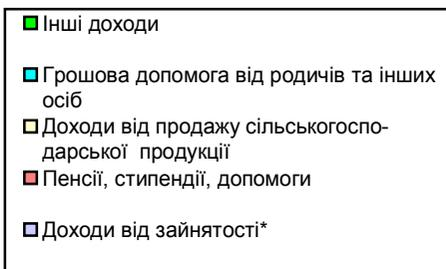 Інші доходи
Грошова допомога від родичів та інших
осіб
Доходи від продажу сільськогоспо-
дарської продукції
Пенсії, стипендії, допомоги
Доходи від зайнятості*